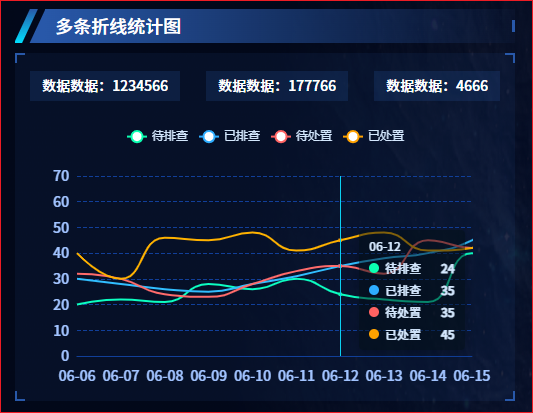 多条折线统计图
数据数据：1234566 数据数据：177766 数据数据：4666
待排查 已排查 待处置 已处置
70
60
50
40
30
20
10
0
06-12
待排查 24
已排查 35
待处置 35
已处置 45
06-06 06-07 06-08 06-09 06-10 06-11 06-12 06-13 06-14 06-15